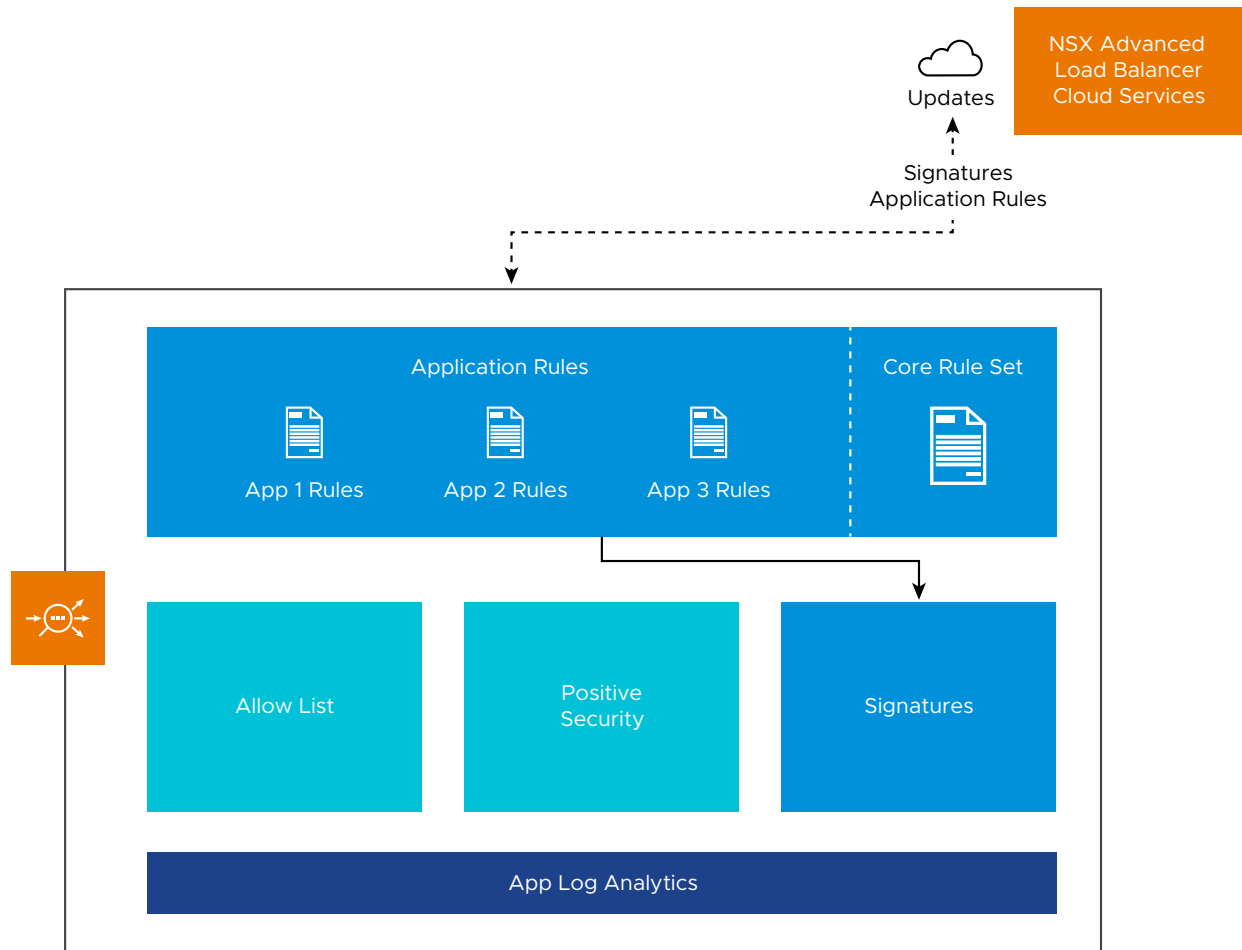 NSX Advanced
Load Balancer
Cloud Services
Updates
Signatures
Application Rules
Application Rules
Core Rule Set
App 1 Rules
App 2 Rules
App 3 Rules
Allow List
Positive
Security
Signatures
App Log Analytics